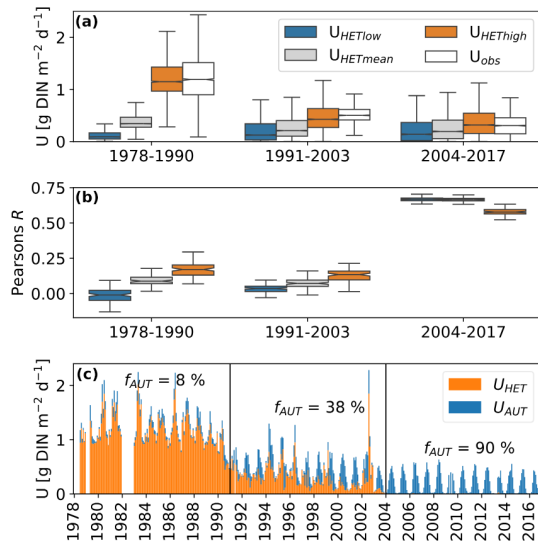 (a)
U_HETlow
U_HEThigh
U_HETmean
U_obs
U [g DIN m⁻² d⁻¹]
2
1
0
1978-1990
1991-2003
2004-2017
(b)
Pearsons R
0.75
0.50
0.25
0.00
1978-1990
1991-2003
2004-2017
(c)
f_AUT = 8 %
f_AUT = 38 %
f_AUT = 90 %
U_HET
U_AUT
U [g DIN m⁻² d⁻¹]
2
1
0
1978
1980
1982
1984
1986
1988
1990
1992
1994
1996
1998
2000
2002
2004
2006
2008
2010
2012
2014
2016